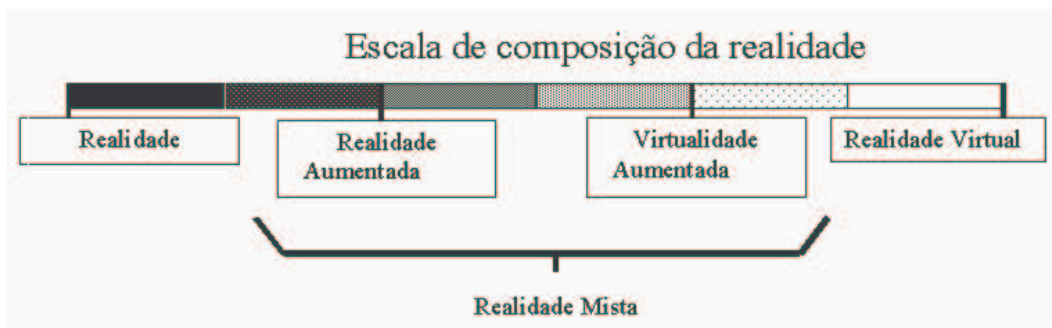 Escala de composição da realidade
Realidade
Realidade
Aumentada
Virtualidade
Aumentada
Realidade Virtual
Realidade Mista